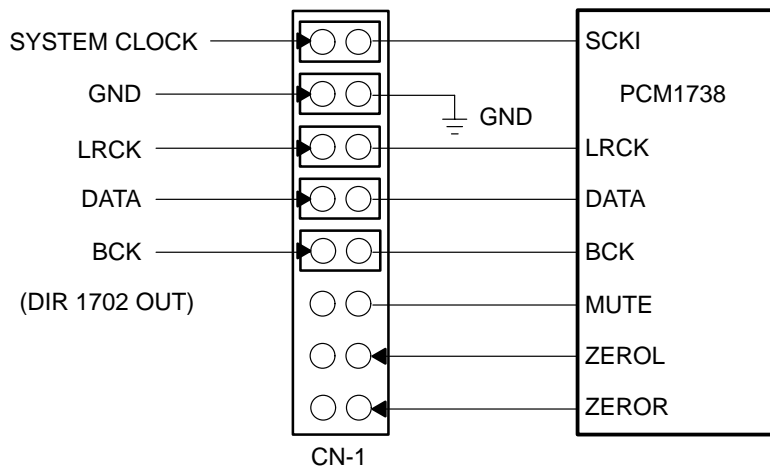 SYSTEM CLOCK
SCKI
GND
PCM1738
GND
LRCK
LRCK
DATA
DATA
BCK
BCK
(DIR 1702 OUT)
MUTE
ZEROL
ZEROR
CN-1